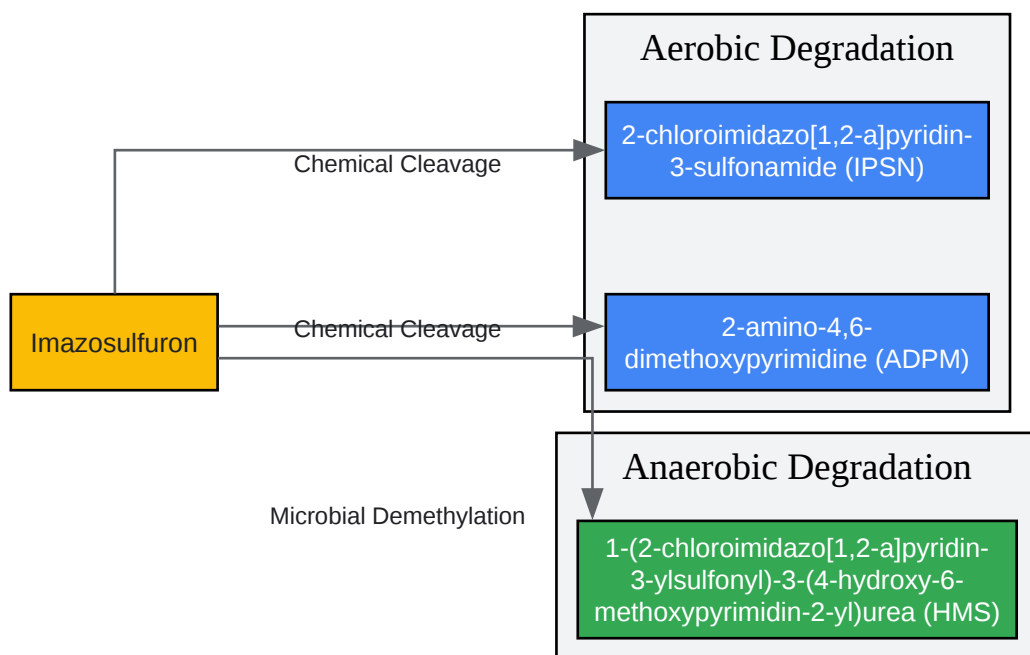 Aerobic Degradation
2-chloroimidazo[1,2-a]pyridin-
3-sulfonamide (IPSN)
Chemical Cleavage
Imazosulfuron
Chemical Cleavage
2-amino-4,6-
dimethoxypyrimidine (ADPM)
Anaerobic Degradation
Microbial Demethylation
1-(2-chloroimidazo[1,2-a]pyridin-
3-ylsulfonyl)-3-(4-hydroxy-6-
methoxypyrimidin-2-yl)urea (HMS)